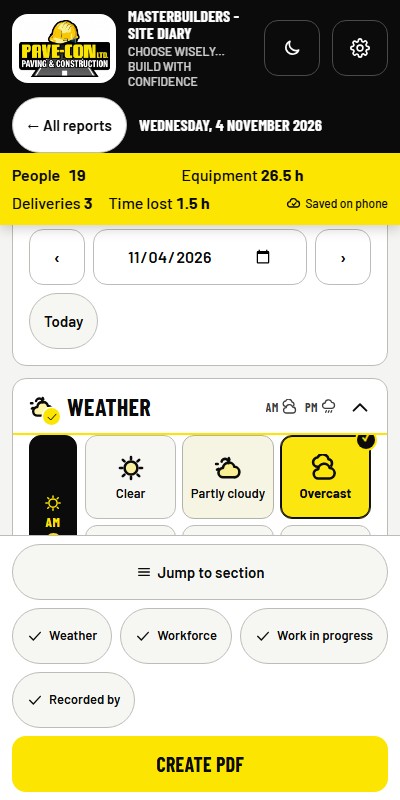 PAVE-CON LTD.
PAVING & CONSTRUCTION
MASTERBUILDERS -
SITE DIARY
CHOOSE WISELY...
BUILD WITH
CONFIDENCE
← All reports
WEDNESDAY, 4 NOVEMBER 2026
People 19
Equipment 26.5 h
Deliveries 3
Time lost 1.5 h
Saved on phone
‹
11/04/2026
›
Today
WEATHER
AM
PM
AM
Clear
Partly cloudy
Overcast
Jump to section
Weather
Workforce
Work in progress
Recorded by
CREATE PDF